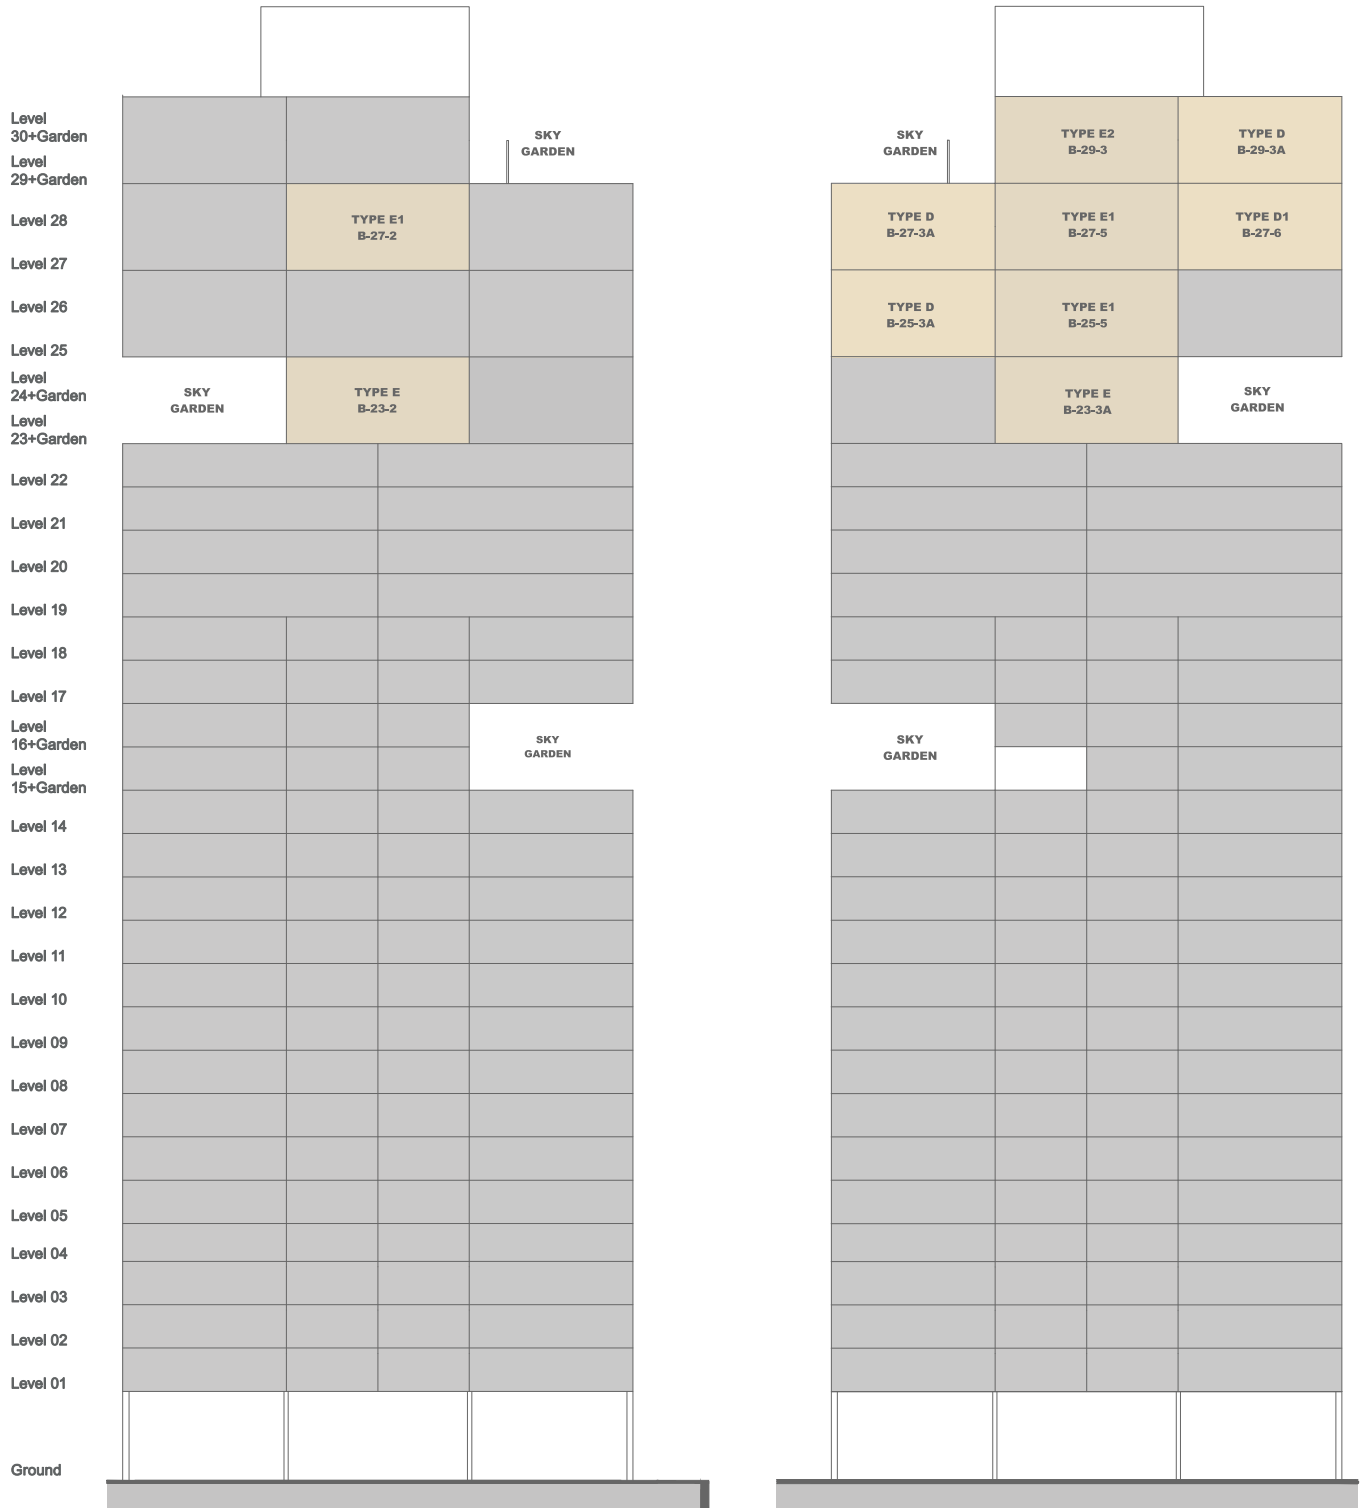 Level
30+Garden
Level
29+Garden
Level 28
Level 27
Level 26
Level 25
Level
24+Garden
Level
23+Garden
Level 22
Level 21
Level 20
Level 19
Level 18
Level 17
Level
16+Garden
Level
15+Garden
Level 14
Level 13
Level 12
Level 11
Level 10
Level 09
Level 08
Level 07
Level 06
Level 05
Level 04
Level 03
Level 02
Level 01
Ground
SKY
GARDEN
TYPE E1
B-27-2
SKY
GARDEN
TYPE E
B-23-2
SKY
GARDEN
SKY
GARDEN
TYPE E2
B-29-3
TYPE D
B-29-3A
TYPE D
B-27-3A
TYPE E1
B-27-5
TYPE D1
B-27-6
TYPE D
B-25-3A
TYPE E1
B-25-5
TYPE E
B-23-3A
SKY
GARDEN
SKY
GARDEN